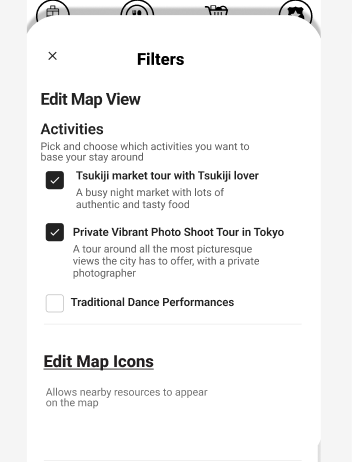 Filters
Edit Map View
Activities
Pick and choose which activities you want to
base your stay around
Tsukiji market tour with Tsukiji lover
A busy night market with lots of
authentic and tasty food
Private Vibrant Photo Shoot Tour in Tokyo
A tour around all the most picturesque
views the city has to offer, with a private
photographer
Traditional Dance Performances
Edit Map Icons
Allows nearby resources to appear
on the map